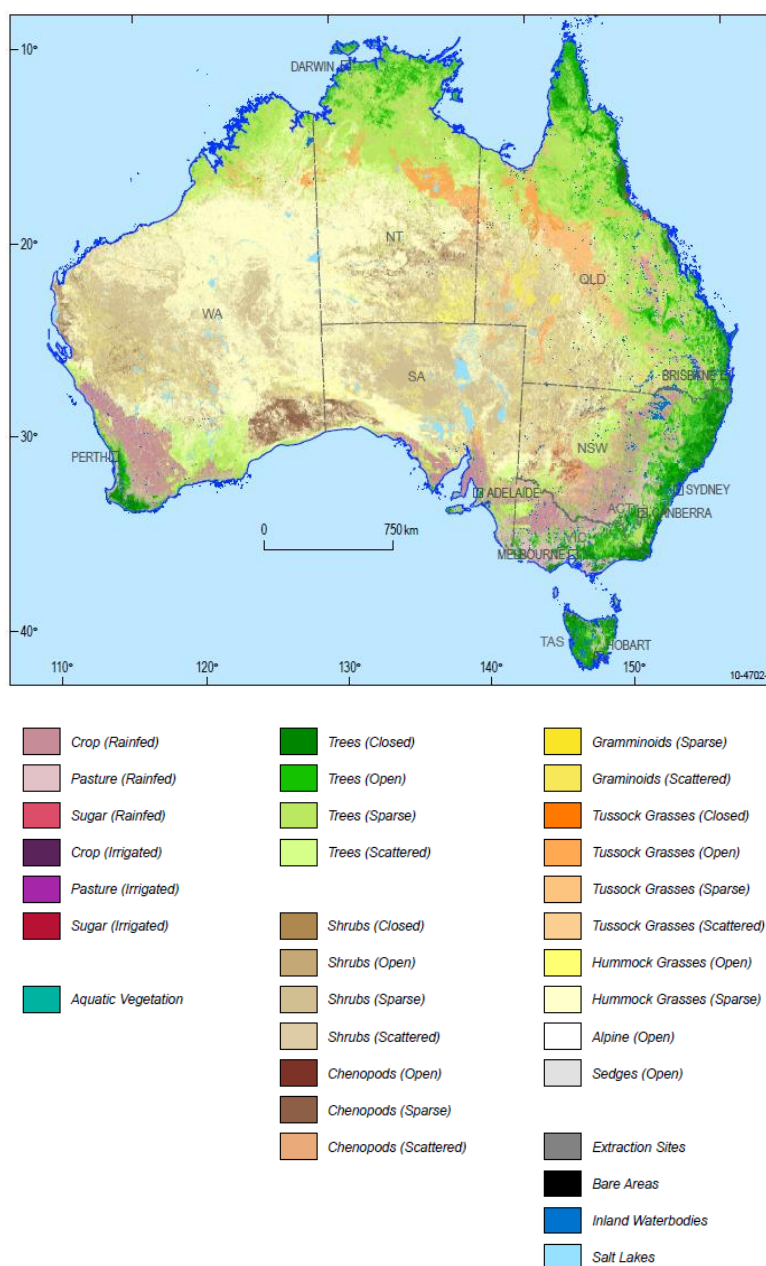 10°
DARWIN
20°
NT
QLD
WA
SA
BRISBANE
30°
NSW
PERTH
ADELAIDE
SYDNEY
ACT
CANBERRA
0 750 km
VIC
MELBOURNE
40°
TAS
HOBART
110° 120° 130° 140° 150°
10-4702-
Crop (Rainfed)
Pasture (Rainfed)
Sugar (Rainfed)
Crop (Irrigated)
Pasture (Irrigated)
Sugar (Irrigated)
Aquatic Vegetation
Trees (Closed)
Trees (Open)
Trees (Sparse)
Trees (Scattered)
Shrubs (Closed)
Shrubs (Open)
Shrubs (Sparse)
Shrubs (Scattered)
Chenopods (Open)
Chenopods (Sparse)
Chenopods (Scattered)
Gramminoids (Sparse)
Graminoids (Scattered)
Tussock Grasses (Closed)
Tussock Grasses (Open)
Tussock Grasses (Sparse)
Tussock Grasses (Scattered)
Hummock Grasses (Open)
Hummock Grasses (Sparse)
Alpine (Open)
Sedges (Open)
Extraction Sites
Bare Areas
Inland Waterbodies
Salt Lakes